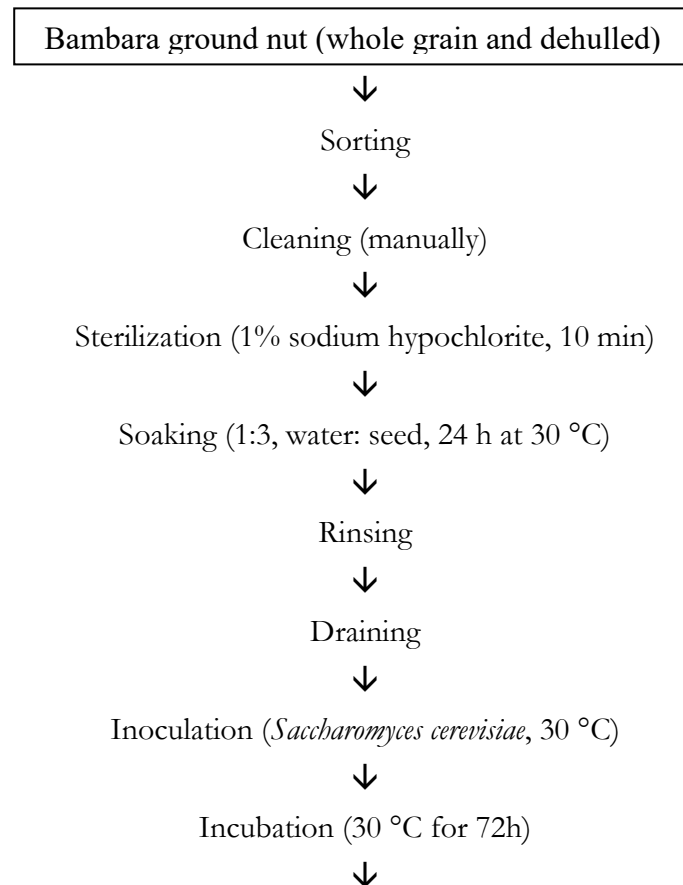 Bambara ground nut (whole grain and dehulled)
Sorting
Cleaning (manually)
Sterilization (1% sodium hypochlorite, 10 min)
Soaking (1:3, water: seed, 24 h at 30 °C)
Rinsing
Draining
Inoculation (Saccharomyces cerevisiae, 30 °C)
Incubation (30 °C for 72h)